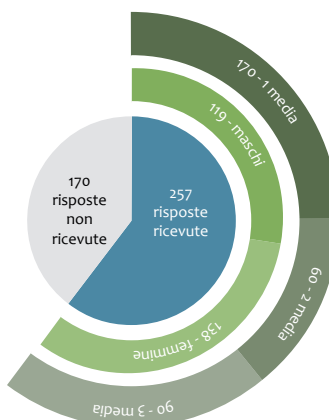 170
risposte
non
ricevute
257
risposte
ricevute
119 - maschi
138 - femmine
170 - 1 media
60 - 2 media
90 - 3 media